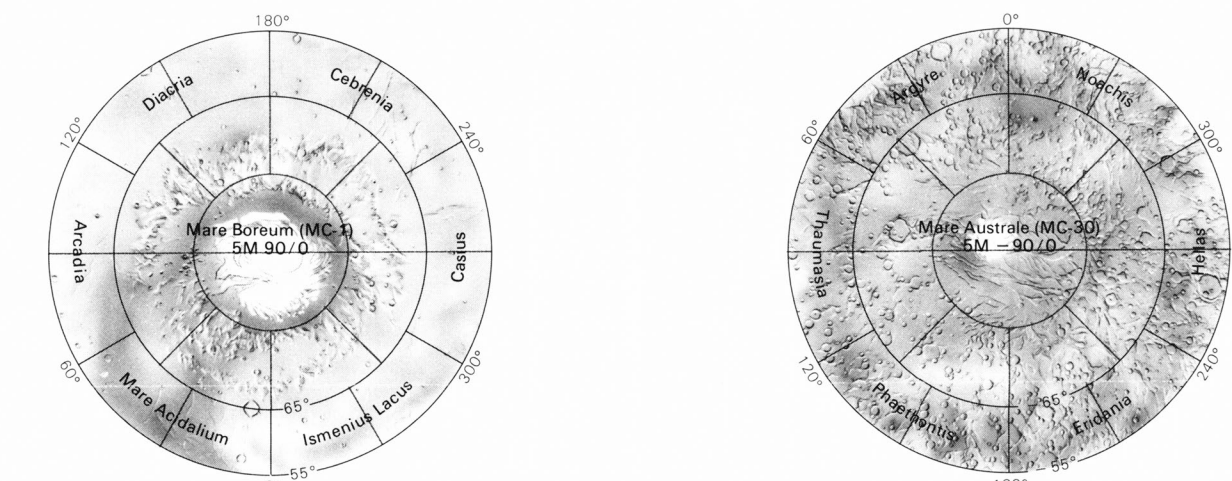 180°
Diacria
Cebrenia
120°
240°
Arcadia
Mare Boreum (MC-1)
5M 90/0
Casius
60°
300°
Mare Acidalium
Ismenius Lacus
65°
55°
0°
Argyre
Noachis
60°
300°
Thaumasia
Mare Australe (MC-30)
5M −90/0
Hellas
120°
240°
Phaethontis
Eridania
−65°
−55°